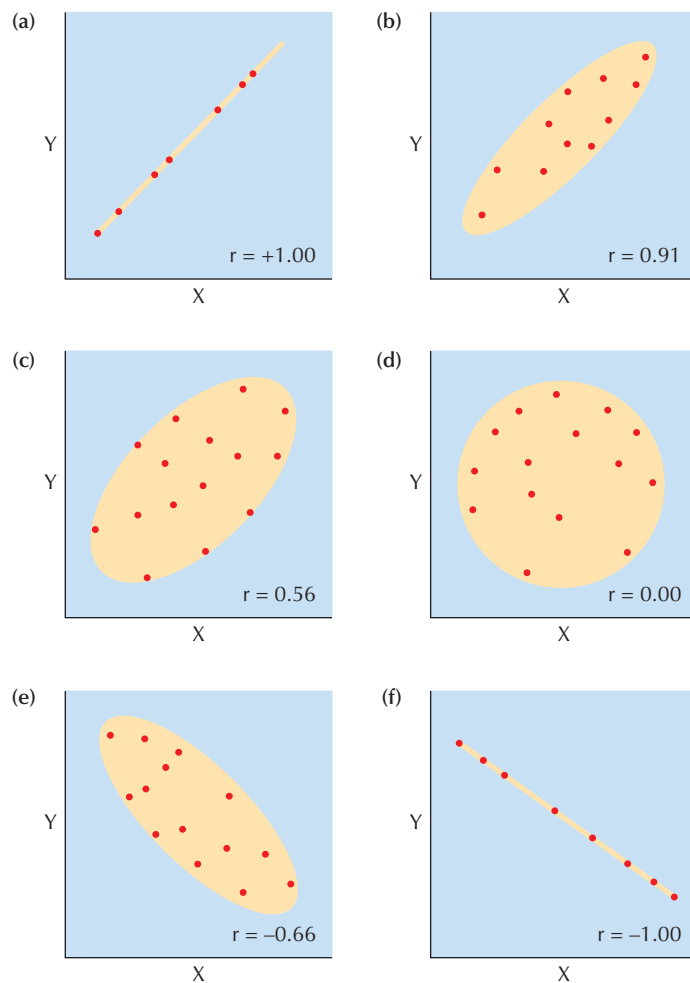 (a)
Y
r = +1.00
X
(b)
Y
r = 0.91
X
(c)
Y
r = 0.56
X
(d)
Y
r = 0.00
X
(e)
Y
r = –0.66
X
(f)
Y
r = –1.00
X